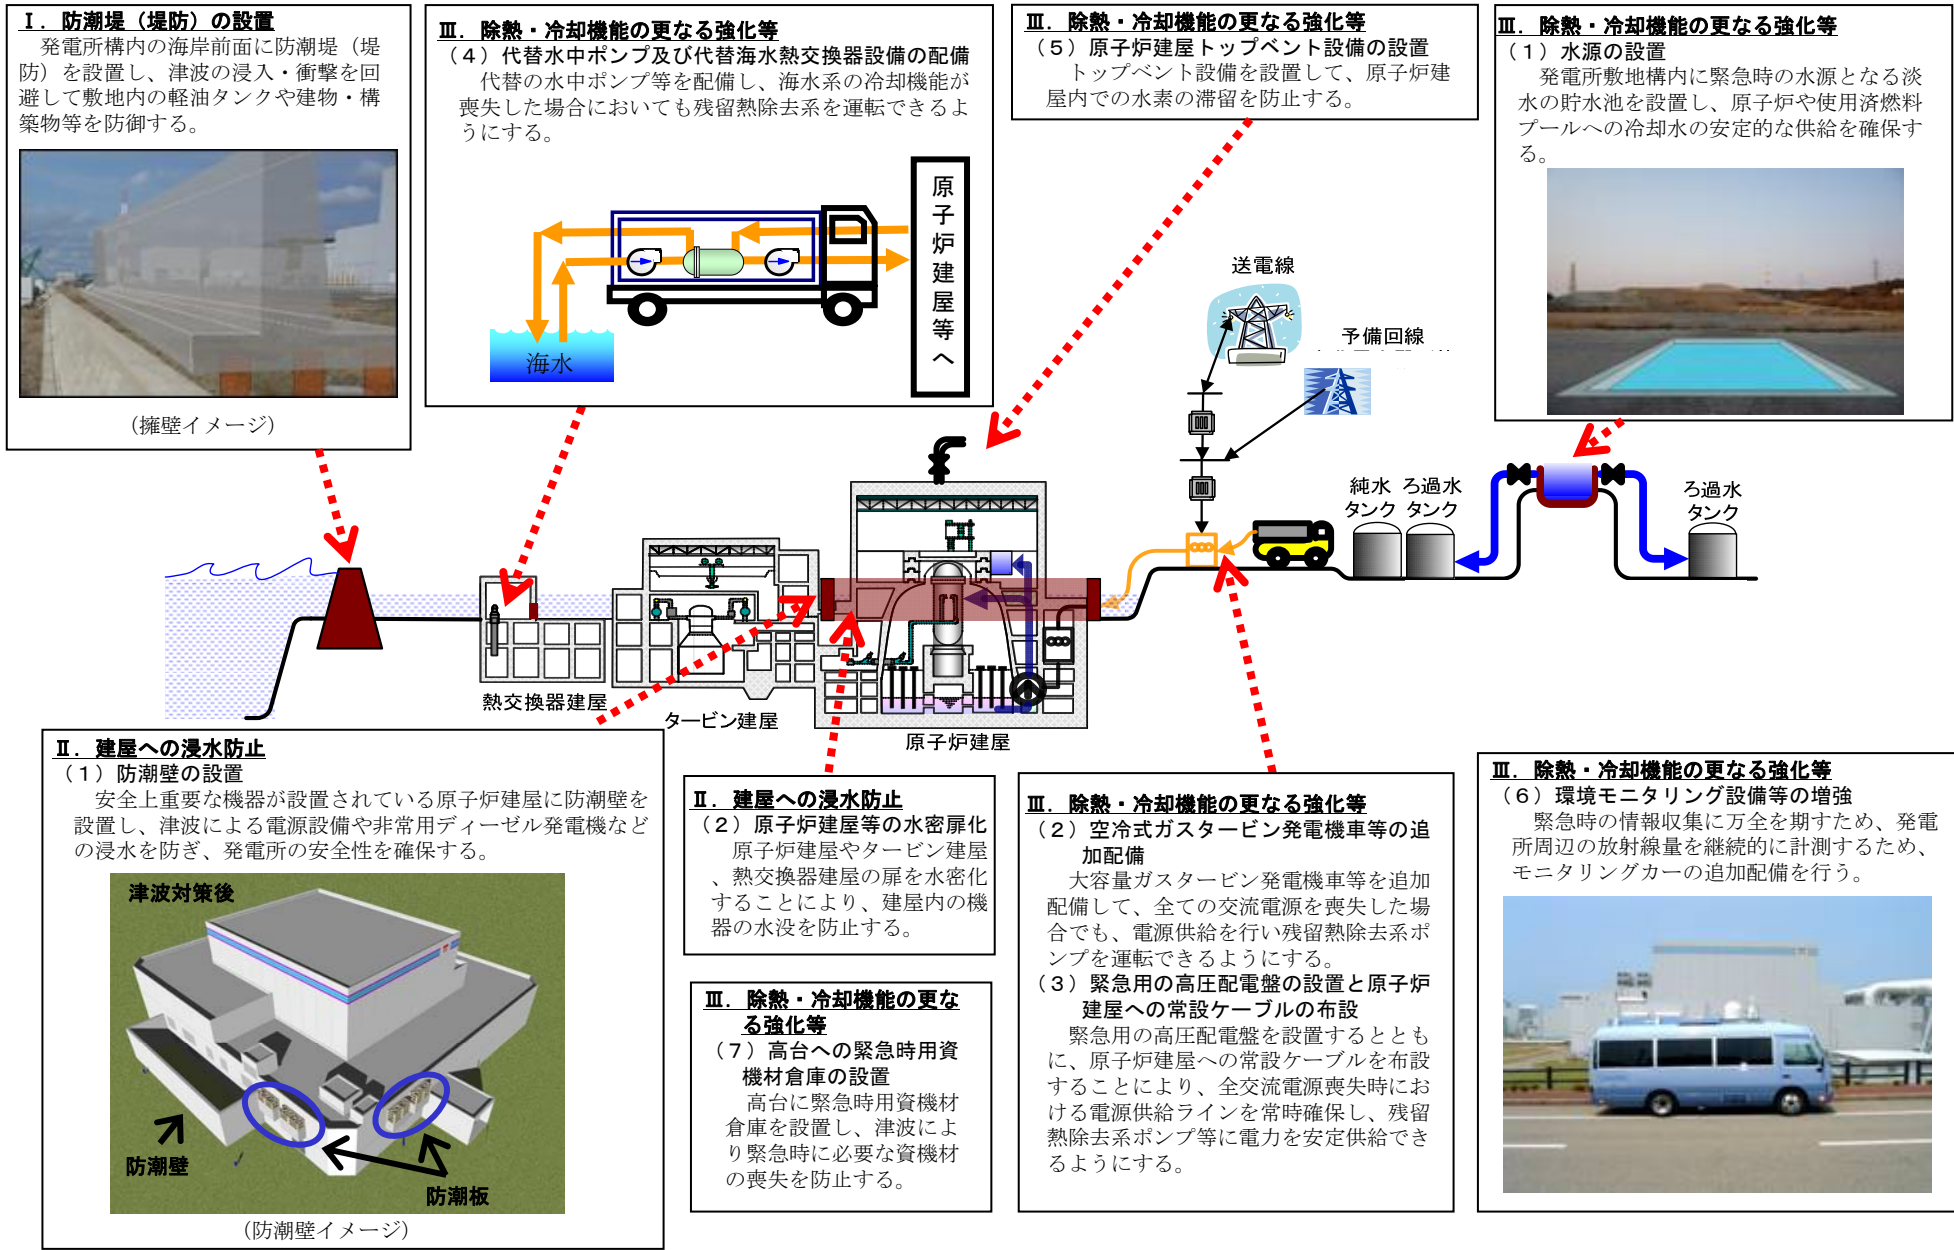 Ⅰ．防潮堤（堤防）の設置
発電所構内の海岸前面に防潮堤（堤
防）を設置し、津波の浸入・衝撃を回
避して敷地内の軽油タンクや建物・構
築物等を防御する。
（擁壁イメージ）
Ⅲ．除熱・冷却機能の更なる強化等
（４）代替水中ポンプ及び代替海水熱交換器設備の配備
代替の水中ポンプ等を配備し、海水系の冷却機能が
喪失した場合においても残留熱除去系を運転できるよ
うにする。
原子炉建屋等へ
海水
Ⅲ．除熱・冷却機能の更なる強化等
（５）原子炉建屋トップベント設備の設置
トップベント設備を設置して、原子炉建
屋内での水素の滞留を防止する。
Ⅲ．除熱・冷却機能の更なる強化等
（１）水源の設置
発電所敷地構内に緊急時の水源となる淡
水の貯水池を設置し、原子炉や使用済燃料
プールへの冷却水の安定的な供給を確保す
る。
送電線
予備回線
純水
タンク
ろ過水
タンク
ろ過水
タンク
熱交換器建屋
タービン建屋
原子炉建屋
Ⅱ．建屋への浸水防止
（１）防潮壁の設置
安全上重要な機器が設置されている原子炉建屋に防潮壁を
設置し、津波による電源設備や非常用ディーゼル発電機など
の浸水を防ぎ、発電所の安全性を確保する。
津波対策後
防潮壁
防潮板
（防潮壁イメージ）
Ⅱ．建屋への浸水防止
（２）原子炉建屋等の水密扉化
原子炉建屋やタービン建屋
、熱交換器建屋の扉を水密化
することにより、建屋内の機
器の水没を防止する。
Ⅲ．除熱・冷却機能の更な
る強化等
（７）高台への緊急時用資
機材倉庫の設置
高台に緊急時用資機材
倉庫を設置し、津波によ
り緊急時に必要な資機材
の喪失を防止する。
Ⅲ．除熱・冷却機能の更なる強化等
（２）空冷式ガスタービン発電機車等の追
加配備
大容量ガスタービン発電機車等を追加
配備して、全ての交流電源を喪失した場
合でも、電源供給を行い残留熱除去系ポ
ンプを運転できるようにする。
（３）緊急用の高圧配電盤の設置と原子炉
建屋への常設ケーブルの布設
緊急用の高圧配電盤を設置するととも
に、原子炉建屋への常設ケーブルを布設
することにより、全交流電源喪失時にお
ける電源供給ラインを常時確保し、残留
熱除去系ポンプ等に電力を安定供給でき
るようにする。
Ⅲ．除熱・冷却機能の更なる強化等
（６）環境モニタリング設備等の増強
緊急時の情報収集に万全を期すため、発電
所周辺の放射線量を継続的に計測するため、
モニタリングカーの追加配備を行う。